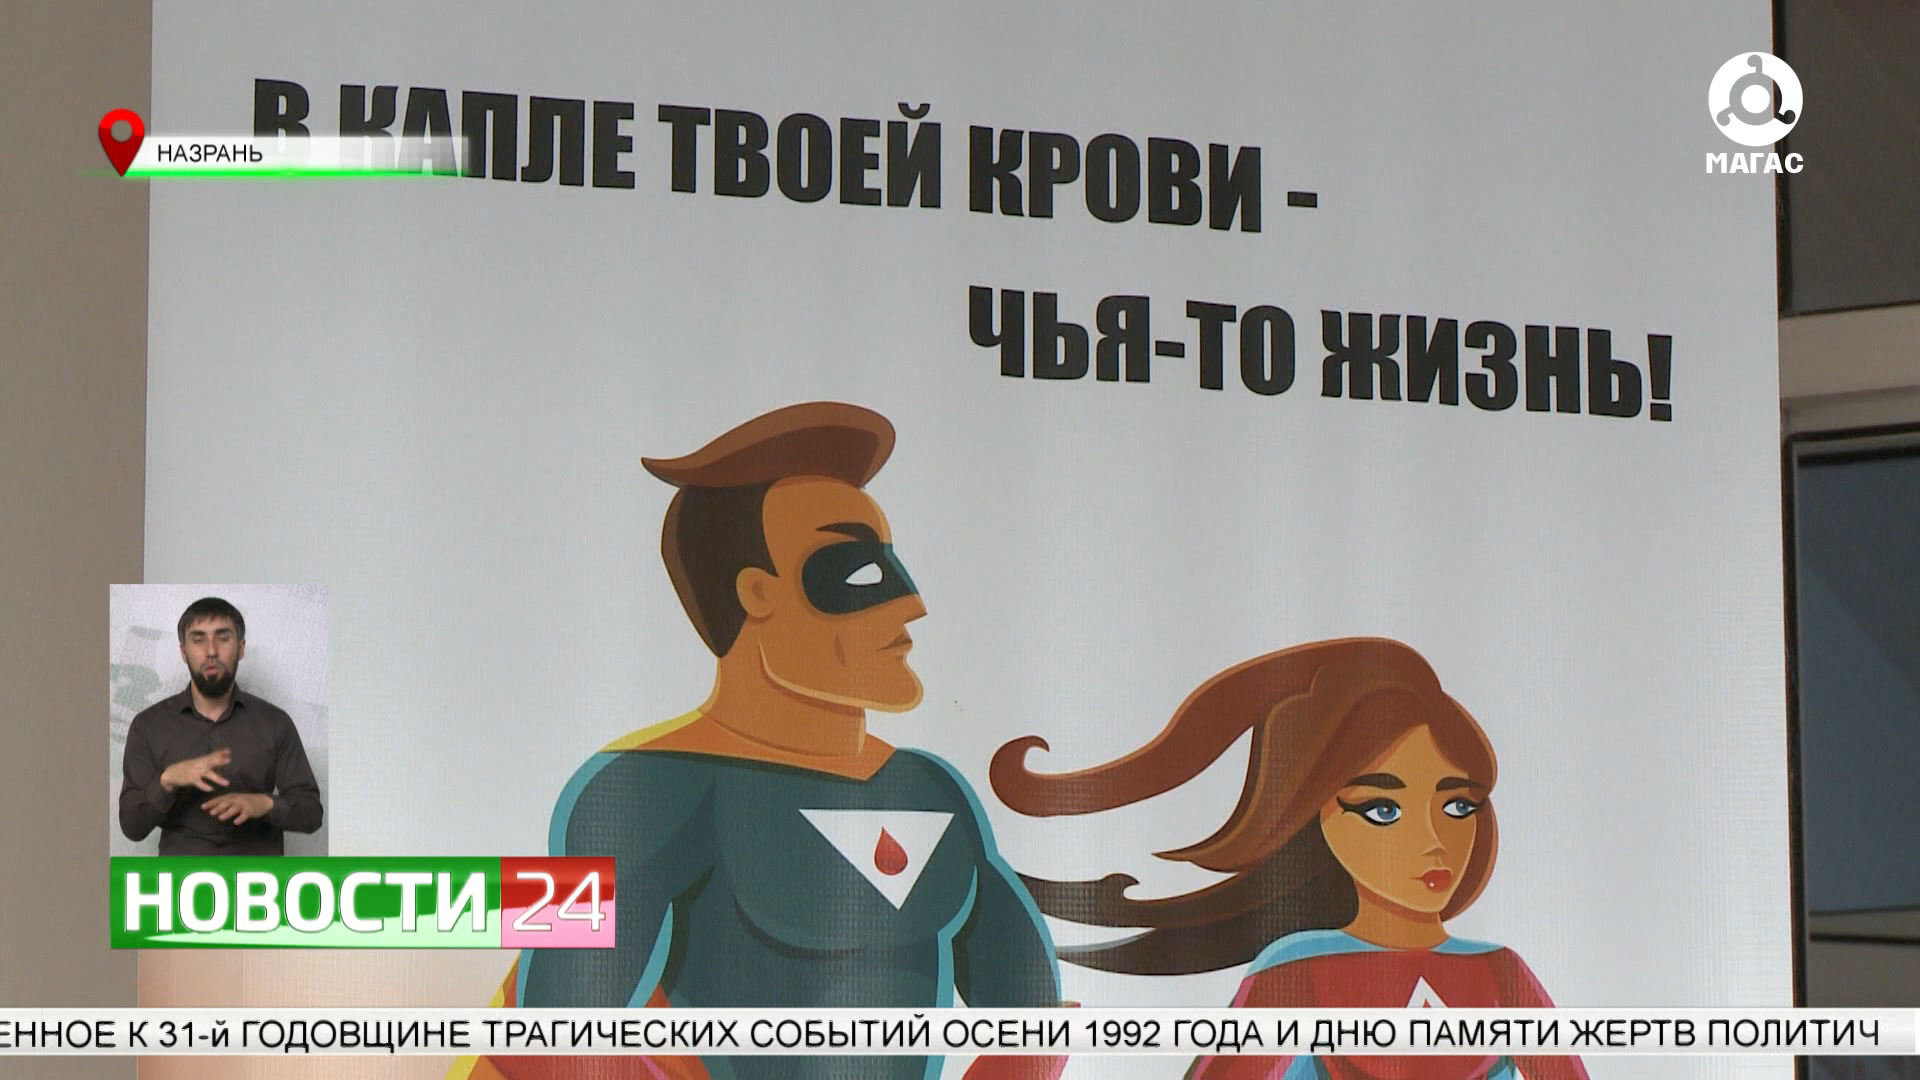 В КАПЛЕ ТВОЕЙ КРОВИ -
НАЗРАНЬ
МАГАС
ЧЬЯ-ТО ЖИЗНЬ!
НОВОСТИ 24
ЕННОЕ К 31-й ГОДОВЩИНЕ ТРАГИЧЕСКИХ СОБЫТИЙ ОСЕНИ 1992 ГОДА И ДНЮ ПАМЯТИ ЖЕРТВ ПОЛИТИЧ